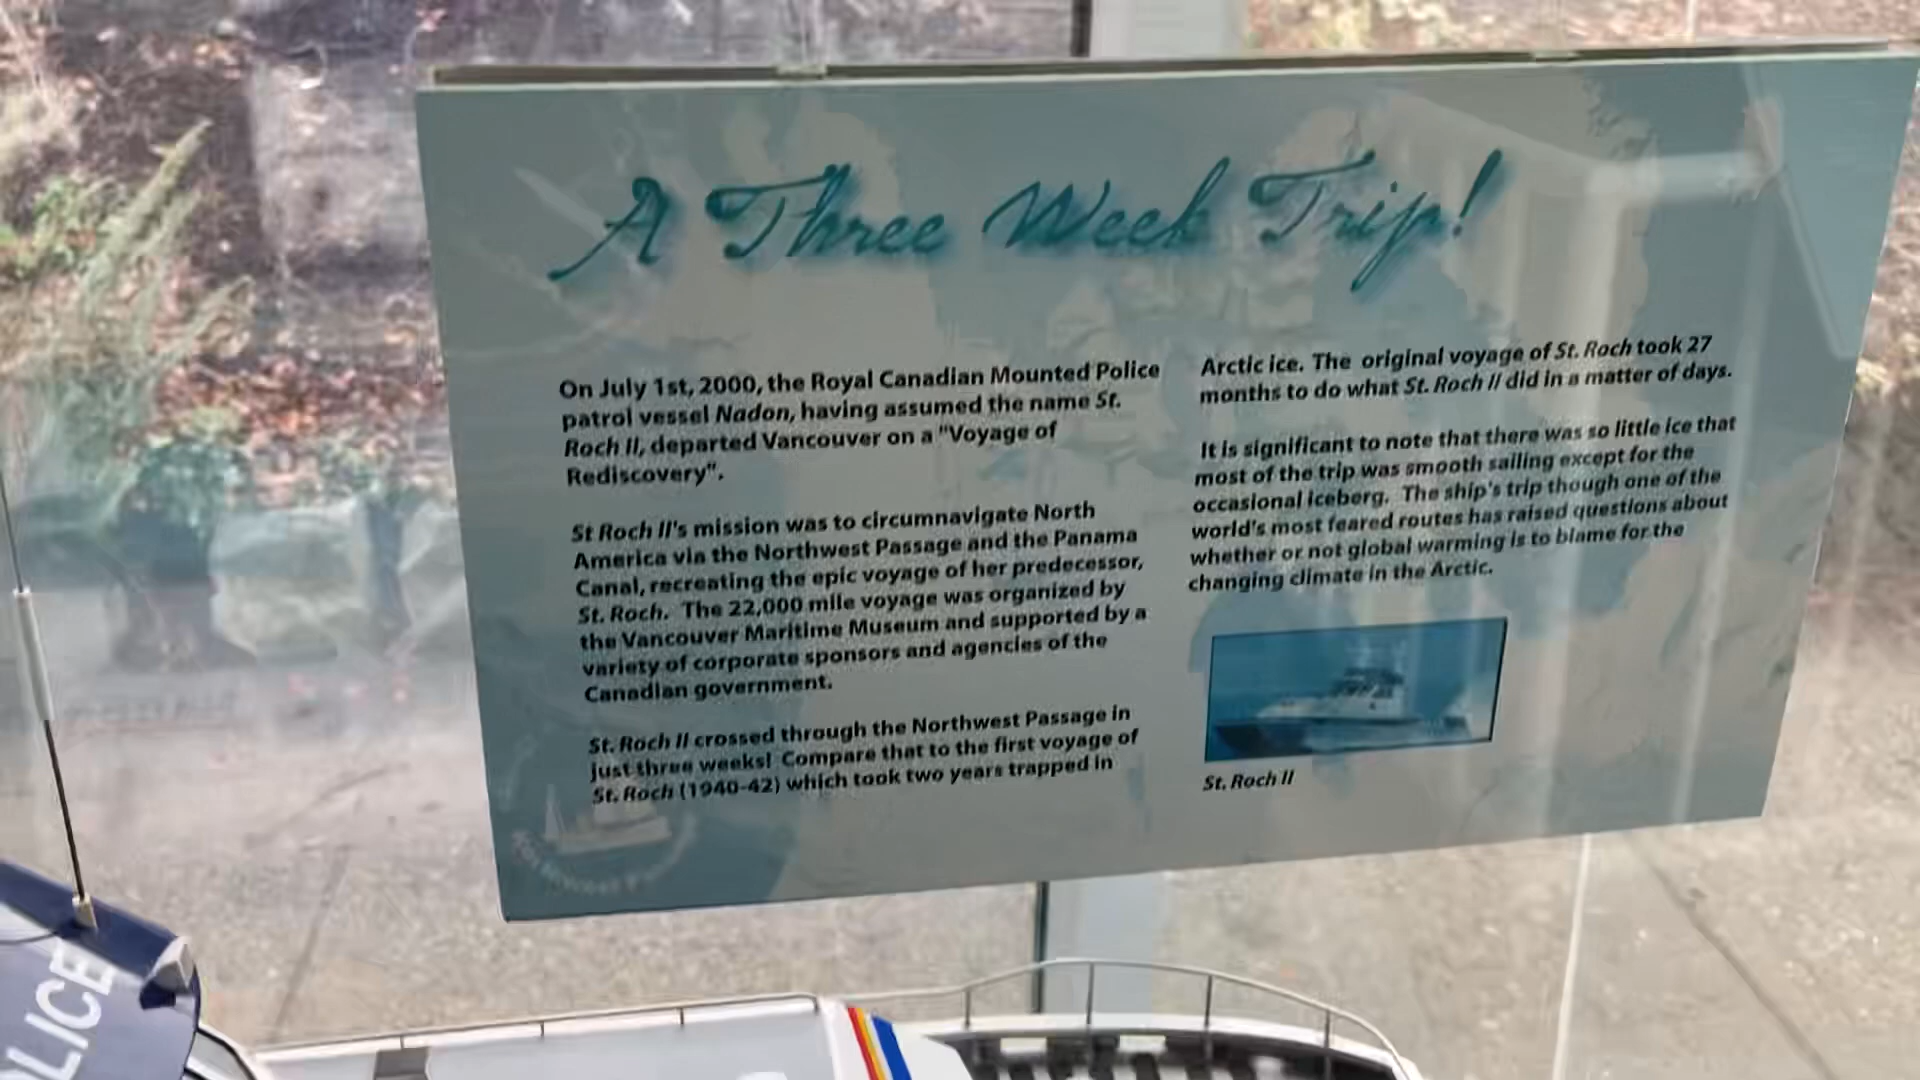 A Three Week Trip!
On July 1st, 2000, the Royal Canadian Mounted Police
patrol vessel Nadon, having assumed the name St.
Roch II, departed Vancouver on a "Voyage of
Rediscovery".
St Roch II's mission was to circumnavigate North
America via the Northwest Passage and the Panama
Canal, recreating the epic voyage of her predecessor,
St. Roch. The 22,000 mile voyage was organized by
the Vancouver Maritime Museum and supported by a
variety of corporate sponsors and agencies of the
Canadian government.
St. Roch II crossed through the Northwest Passage in
just three weeks! Compare that to the first voyage of
St. Roch (1940-42) which took two years trapped in
Arctic ice. The original voyage of St. Roch took 27
months to do what St. Roch II did in a matter of days.
It is significant to note that there was so little ice that
most of the trip was smooth sailing except for the
occasional iceberg. The ship's trip though one of the
world's most feared routes has raised questions about
whether or not global warming is to blame for the
changing climate in the Arctic.
St. Roch II
LICE